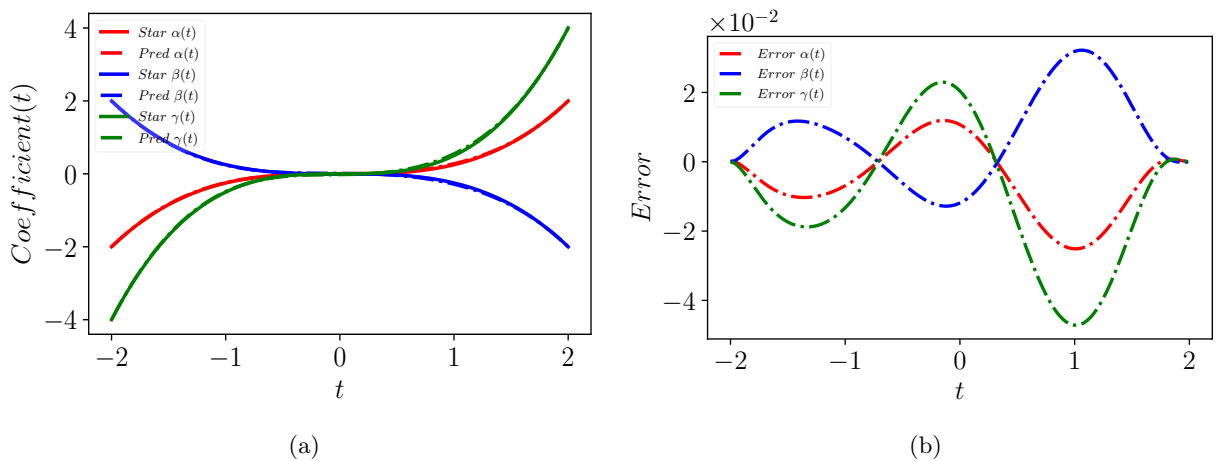 4
2
0
−2
−4
Coefficient(t)
Star α(t)
Pred α(t)
Star β(t)
Pred β(t)
Star γ(t)
Pred γ(t)
−2 −1 0 1 2
t
(a)
×10⁻²
2
0
−2
−4
Error
Error α(t)
Error β(t)
Error γ(t)
−2 −1 0 1 2
t
(b)